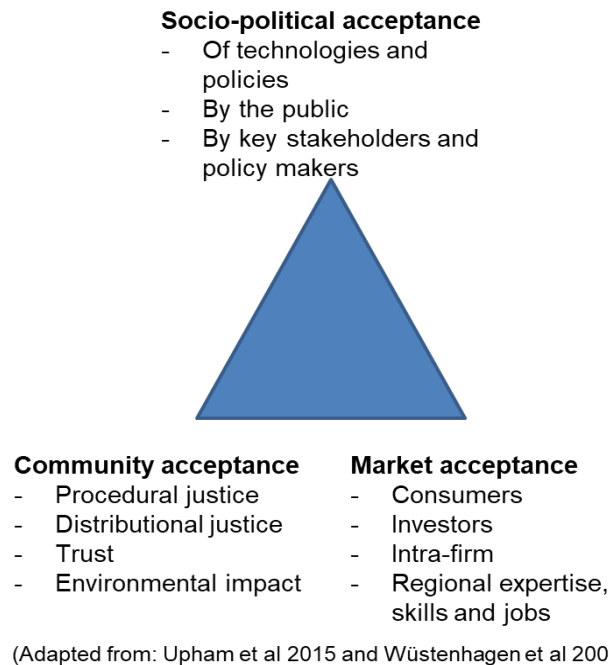 Socio-political acceptance
- Of technologies and
policies
- By the public
- By key stakeholders and
policy makers
Community acceptance
- Procedural justice
- Distributional justice
- Trust
- Environmental impact
Market acceptance
- Consumers
- Investors
- Intra-firm
- Regional expertise,
skills and jobs
(Adapted from: Upham et al 2015 and Wüstenhagen et al 200